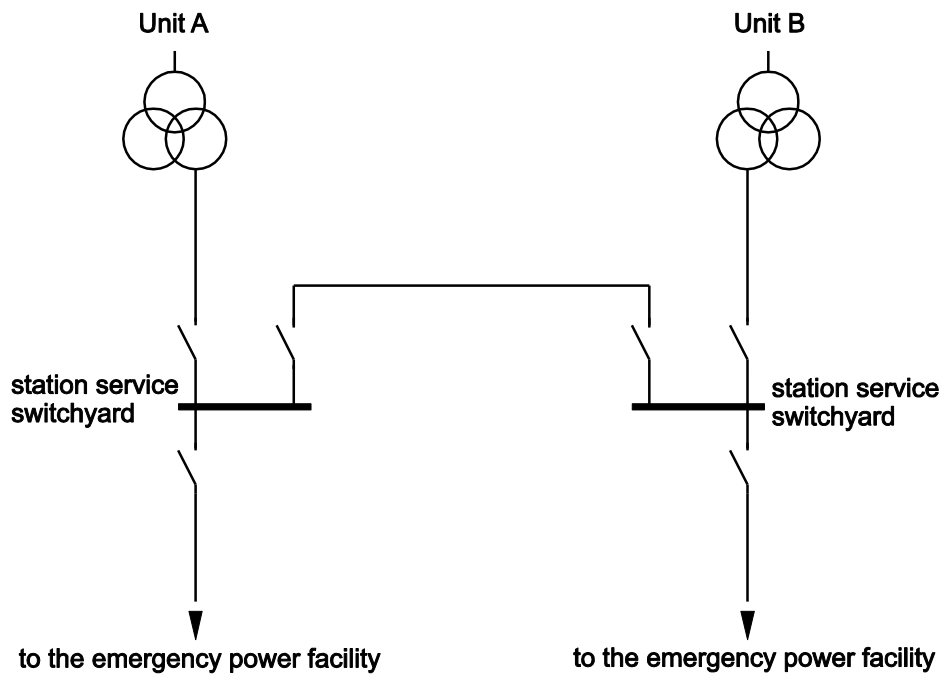 Unit A
Unit B
station service
switchyard
station service
switchyard
to the emergency power facility
to the emergency power facility